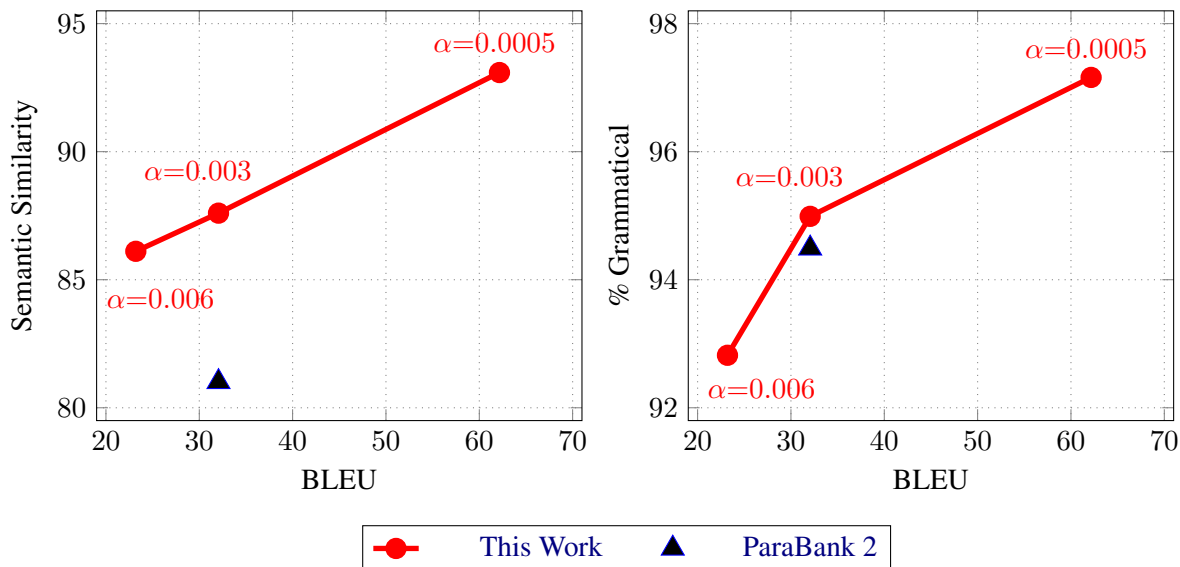 95
90
85
80
Semantic Similarity
α=0.0005
α=0.003
α=0.006
20 30 40 50 60 70
BLEU
98
96
94
92
% Grammatical
α=0.0005
α=0.003
α=0.006
20 30 40 50 60 70
BLEU
This Work ParaBank 2